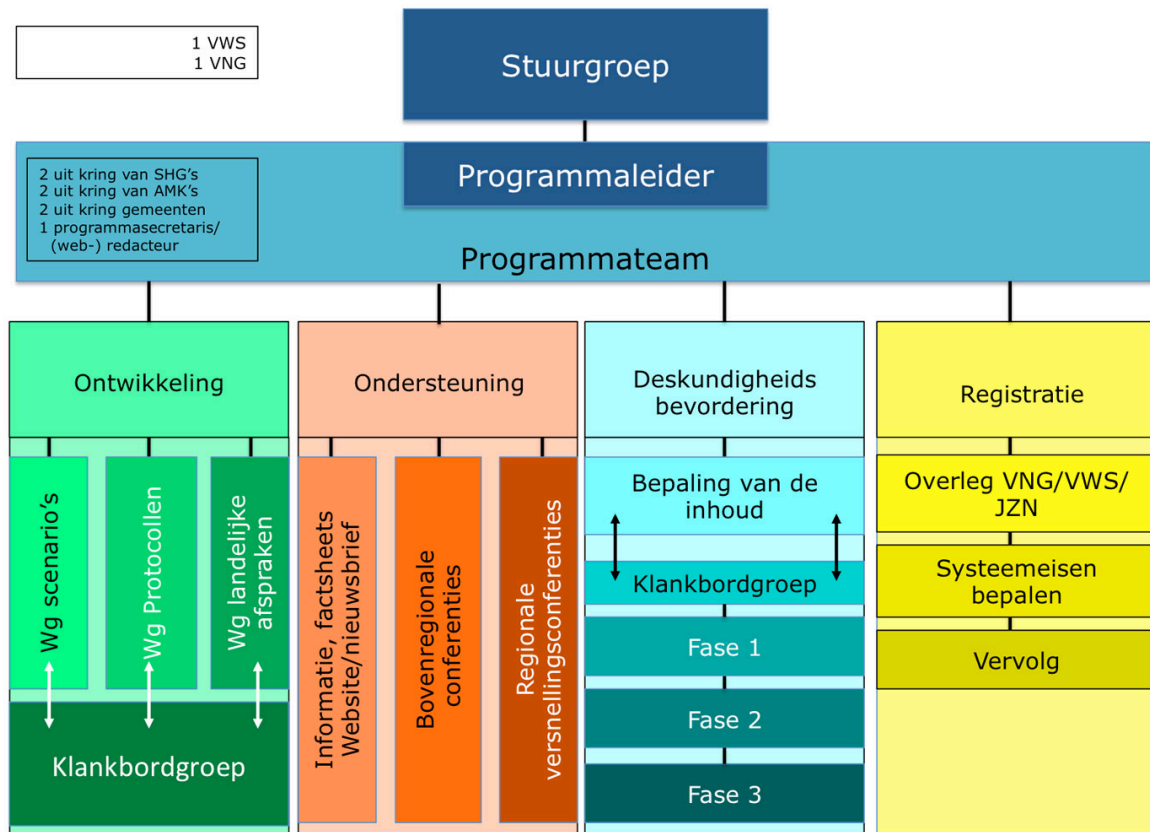 1 VWS
1 VNG
Stuurgroep
Programmaleider
2 uit kring van SHG's
2 uit kring van AMK's
2 uit kring gemeenten
1 programmasecretaris/
(web-) redacteur
Programmateam
Ontwikkeling
Wg scenario's
Wg Protocollen
Wg landelijke
afspraken
Klankbordgroep
Ondersteuning
Informatie, factsheets
Website/nieuwsbrief
Bovenregionale
conferenties
Regionale
versnellingsconferenties
Deskundigheids
bevordering
Bepaling van de
inhoud
Klankbordgroep
Fase 1
Fase 2
Fase 3
Registratie
Overleg VNG/VWS/
JZN
Systeemeisen
bepalen
Vervolg